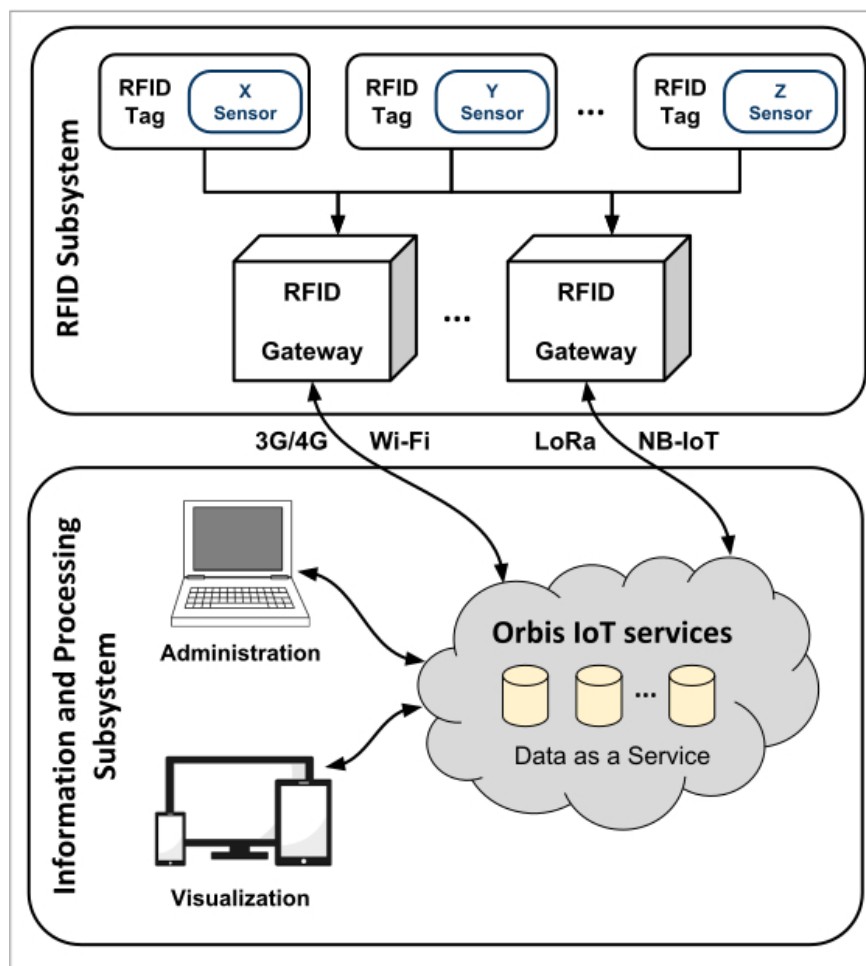 RFID Subsystem
RFID
Tag
X
Sensor
RFID
Tag
Y
Sensor
...
RFID
Tag
Z
Sensor
RFID
Gateway
...
RFID
Gateway
3G/4G Wi-Fi
LoRa NB-IoT
Information and Processing
Subsystem
Administration
Orbis IoT services
...
Data as a Service
Visualization